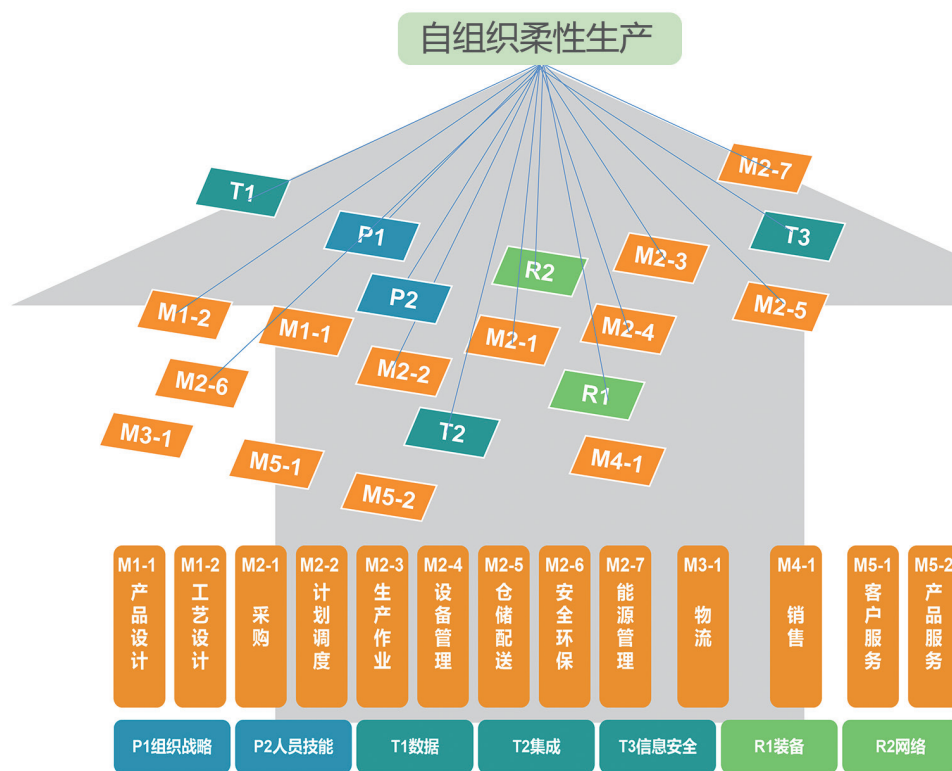 自组织柔性生产
M2-7
T1
P1
T3
M2-3
R2
P2
M1-2
M1-1
M2-1
M2-4
M2-5
M2-6
M2-2
R1
M3-1
T2
M5-1
M4-1
M5-2
M1-1 产品设计
M1-2 工艺设计
M2-1 采购
M2-2 计划调度
M2-3 生产作业
M2-4 设备管理
M2-5 仓储配送
M2-6 安全环保
M2-7 能源管理
M3-1 物流
M4-1 销售
M5-1 客户服务
M5-2 产品服务
P1组织战略
P2人员技能
T1数据
T2集成
T3信息安全
R1装备
R2网络